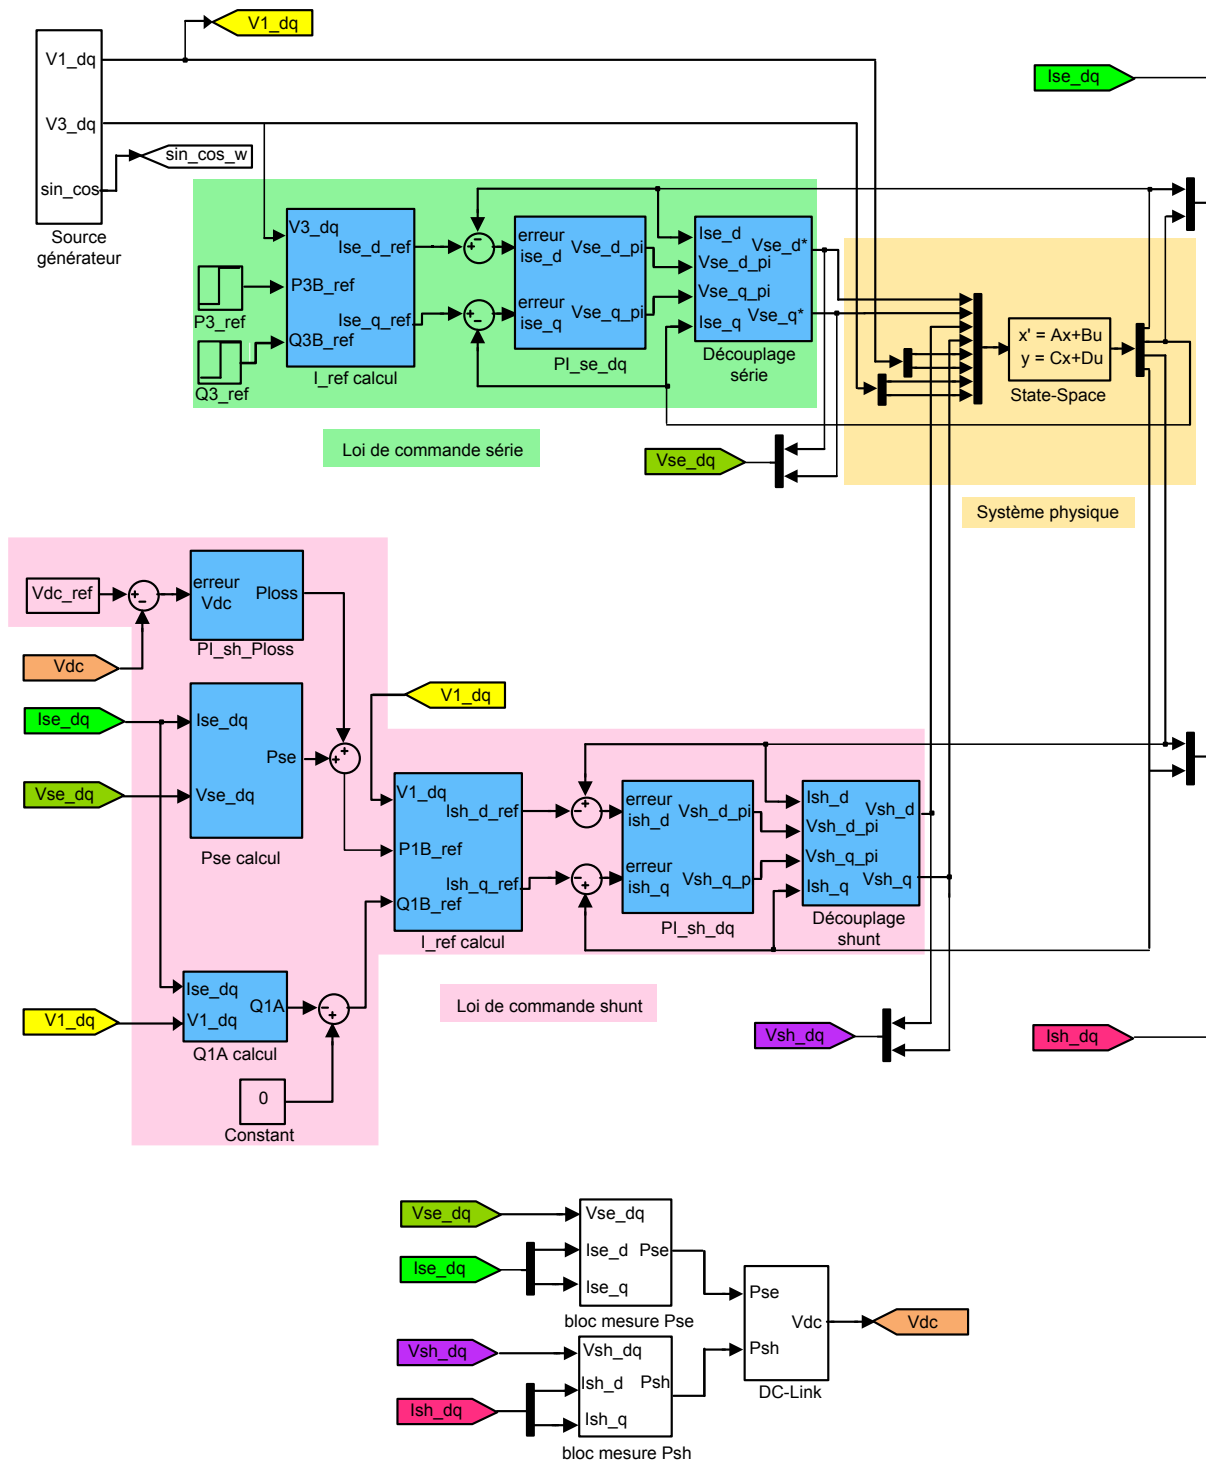 V1_dq
V1_dq
V3_dq
sin_cos
Source
générateur
sin_cos_w
Ise_dq
V3_dq
Ise_d_ref
P3B_ref
Ise_q_ref
Q3B_ref
I_ref calcul
P3_ref
Q3_ref
+
−
+
−
erreur
ise_d
Vse_d_pi
erreur
ise_q
Vse_q_pi
PI_se_dq
Ise_d
Vse_d*
Vse_d_pi
Vse_q_pi
Vse_q*
Ise_q
Découplage
série
x' = Ax+Bu
y = Cx+Du
State-Space
Loi de commande série
Vse_dq
Système physique
Vdc_ref
+
−
erreur
Vdc
Ploss
PI_sh_Ploss
Vdc
Ise_dq
Vse_dq
Ise_dq
Pse
Vse_dq
Pse calcul
+
+
V1_dq
V1_dq
Ish_d_ref
P1B_ref
Ish_q_ref
Q1B_ref
I_ref calcul
−
+
−
+
erreur
ish_d
Vsh_d_pi
erreur
ish_q
Vsh_q_p
PI_sh_dq
Ish_d
Vsh_d
Vsh_d_pi
Vsh_q_pi
Vsh_q
Ish_q
Découplage
shunt
V1_dq
Ise_dq
Q1A
V1_dq
Q1A calcul
−
+
0
Constant
Loi de commande shunt
Vsh_dq
Ish_dq
Vse_dq
Ise_dq
Vse_dq
Ise_d
Pse
Ise_q
bloc mesure Pse
Vsh_dq
Ish_dq
Vsh_dq
Ish_d
Psh
Ish_q
bloc mesure Psh
Pse
Vdc
Psh
DC-Link
Vdc